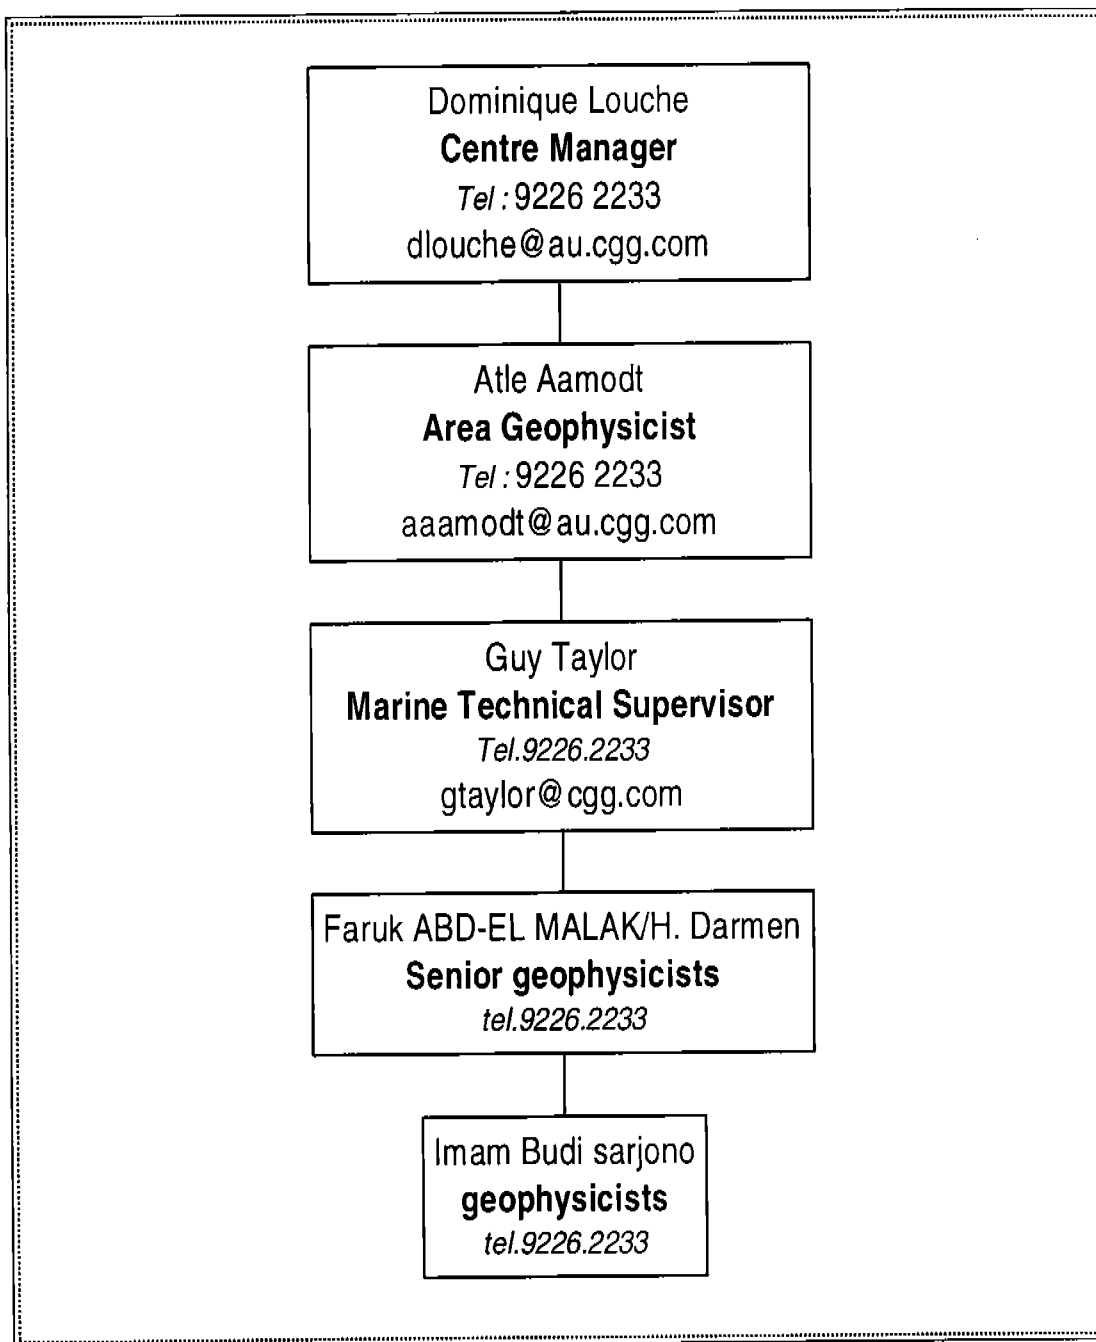 Dominique Louche
Centre Manager
Tel : 9226 2233
dlouche@au.cgg.com
Atle Aamodt
Area Geophysicist
Tel : 9226 2233
aaamodt@au.cgg.com
Guy Taylor
Marine Technical Supervisor
Tel.9226.2233
gtaylor@cgg.com
Faruk ABD-EL MALAK/H. Darmen
Senior geophysicists
tel.9226.2233
Imam Budi sarjono
geophysicists
tel.9226.2233